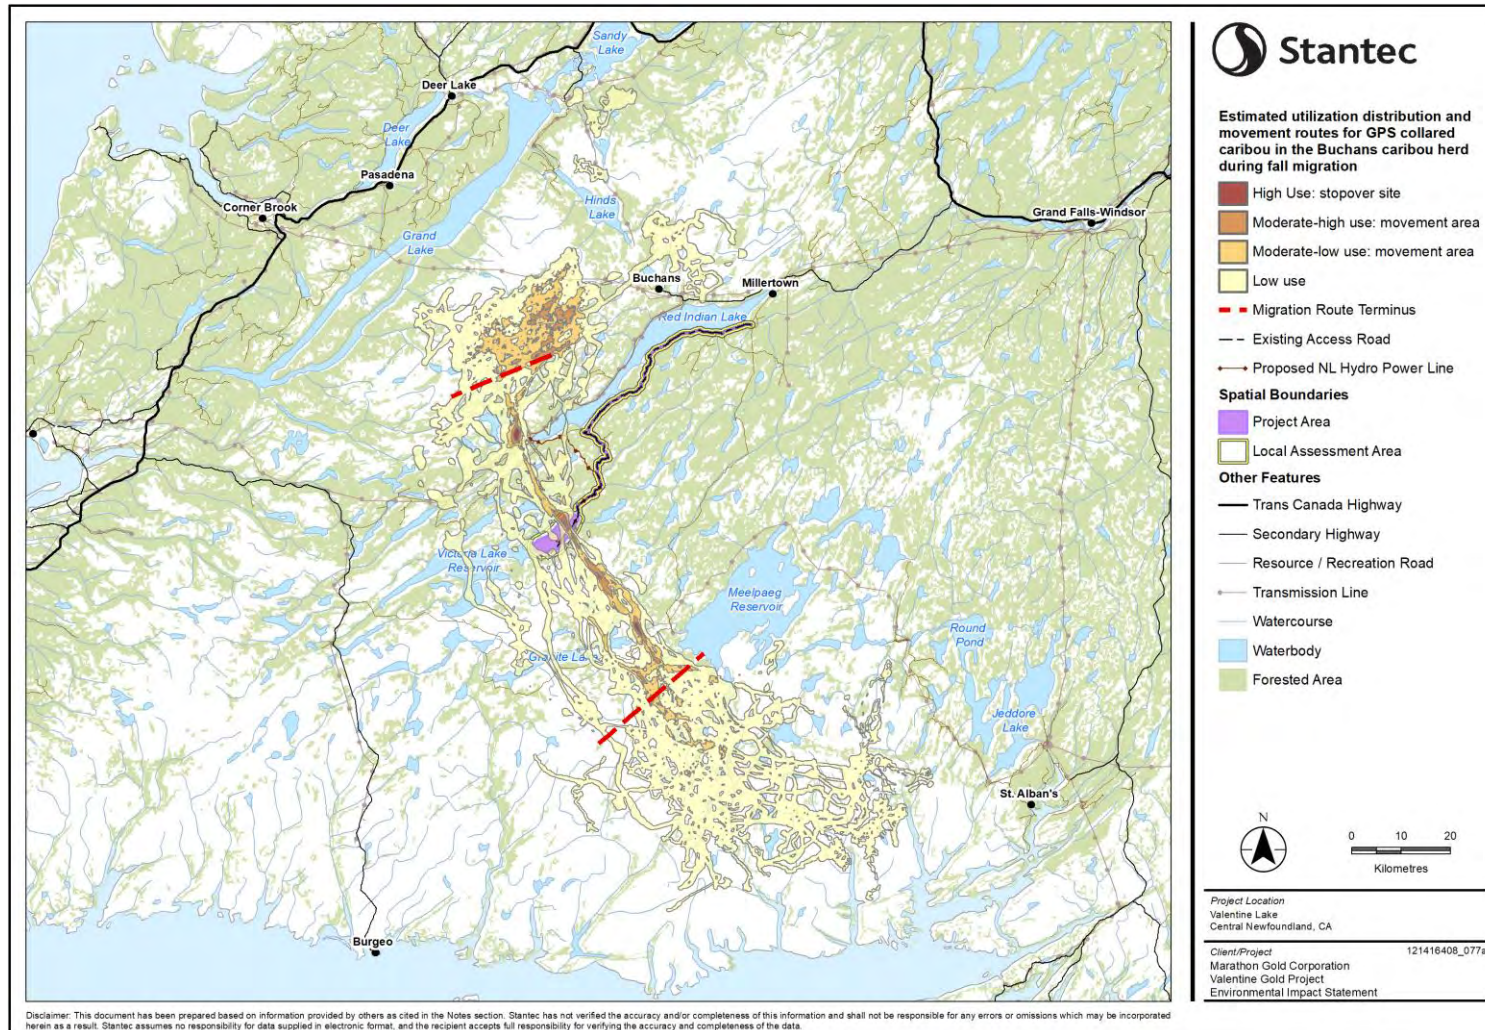 Sandy
Lake
Deer Lake
Deer
Lake
Pasadena
Corner Brook
Hinds
Lake
Grand
Lake
Grand Falls-Windsor
Buchans
Millertown
Red Indian Lake
Victoria Lake
Reservoir
Meelpaeg
Reservoir
Granite Lake
Round
Pond
Jeddore
Lake
St. Alban's
Burgeo
Stantec
Estimated utilization distribution and
movement routes for GPS collared
caribou in the Buchans caribou herd
during fall migration
High Use: stopover site
Moderate-high use: movement area
Moderate-low use: movement area
Low use
Migration Route Terminus
Existing Access Road
Proposed NL Hydro Power Line
Spatial Boundaries
Project Area
Local Assessment Area
Other Features
Trans Canada Highway
Secondary Highway
Resource / Recreation Road
Transmission Line
Watercourse
Waterbody
Forested Area
N
0 10 20
Kilometres
Project Location
Valentine Lake
Central Newfoundland, CA
Client/Project 121416408_077a
Marathon Gold Corporation
Valentine Gold Project
Environmental Impact Statement
Disclaimer: This document has been prepared based on information provided by others as cited in the Notes section. Stantec has not verified the accuracy and/or completeness of this information and shall not be responsible for any errors or omissions which may be incorporated
herein as a result. Stantec assumes no responsibility for data supplied in electronic format, and the recipient accepts full responsibility for verifying the accuracy and completeness of the data.